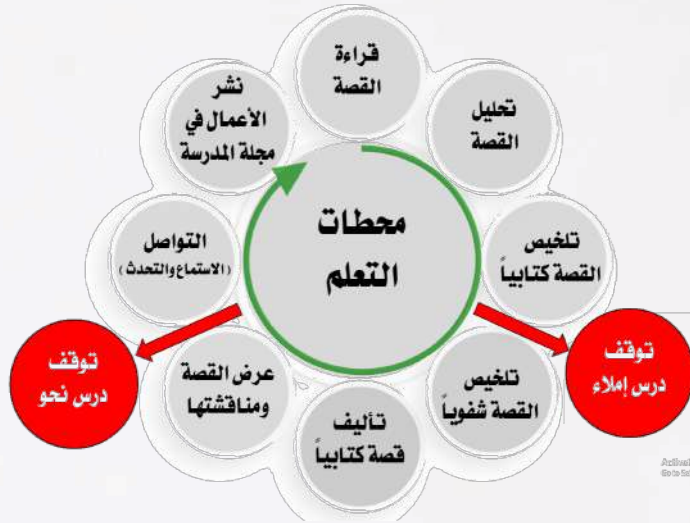 قراءة
القصة
تحليل
القصة
تلخيص
القصة كتابياً
توقف
درس إملاء
تلخيص
القصة شفوياً
تأليف
قصة كتابياً
عرض القصة
ومناقشتها
توقف
درس نحو
التواصل
(الاستماع والتحدث)
نشر
الأعمال في
مجلة المدرسة
محطات
التعلم